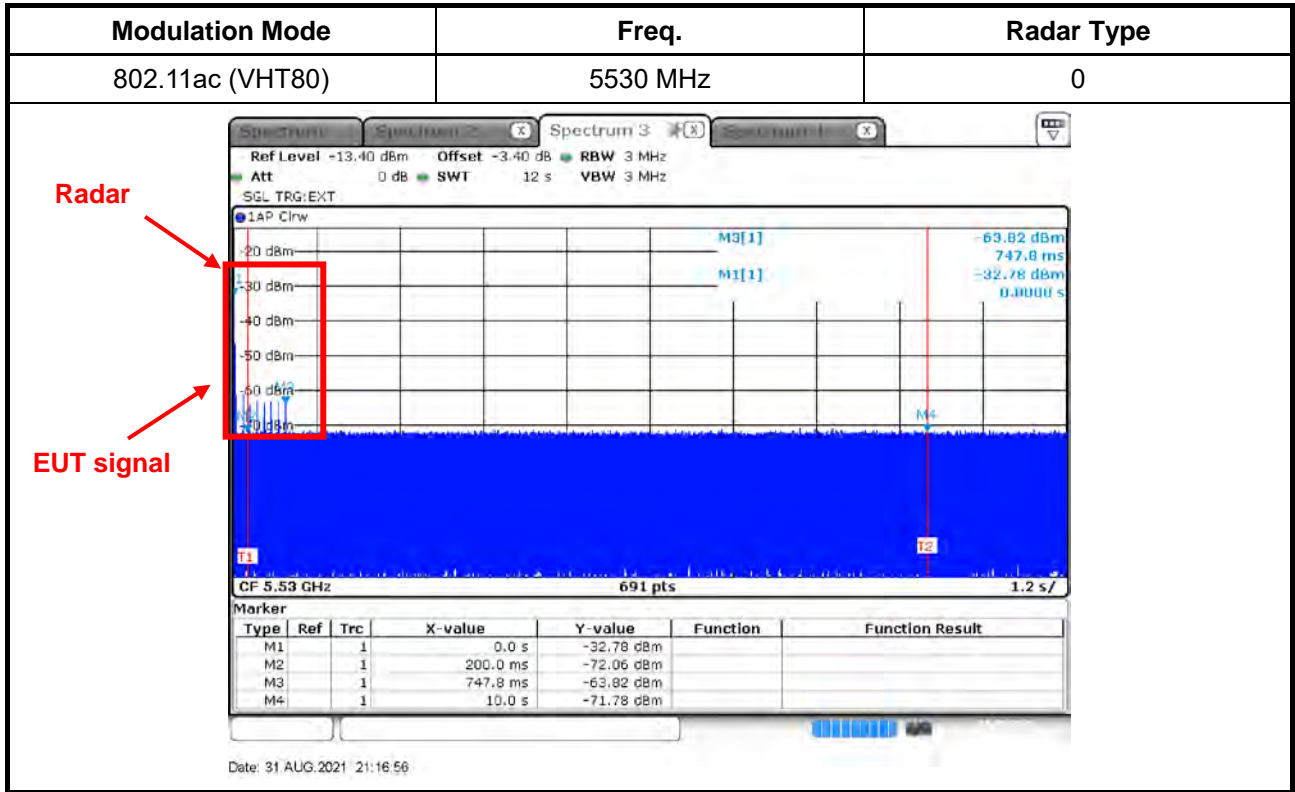 Modulation Mode Freq. Radar Type
802.11ac (VHT80) 5530 MHz 0
Spectrum 3
Ref Level -13.40 dBm Offset -3.40 dB RBW 3 MHz
Att 0 dB SWT 12 s VBW 3 MHz
SGL TRG:EXT
Radar
1AP Clrw
M3[1] -63.82 dBm
-20 dBm
747.8 ms
M1[1] -32.78 dBm
-30 dBm
0.0000 s
-40 dBm
-50 dBm
-60 dBm
M4
-70 dBm
EUT signal
T1 T2
CF 5.53 GHz 691 pts 1.2 s/
Marker
Type Ref Trc X-value Y-value Function Function Result
M1 1 0.0 s -32.78 dBm
M2 1 200.0 ms -72.06 dBm
M3 1 747.8 ms -63.82 dBm
M4 1 10.0 s -71.78 dBm
Date: 31 AUG.2021 21:16:56